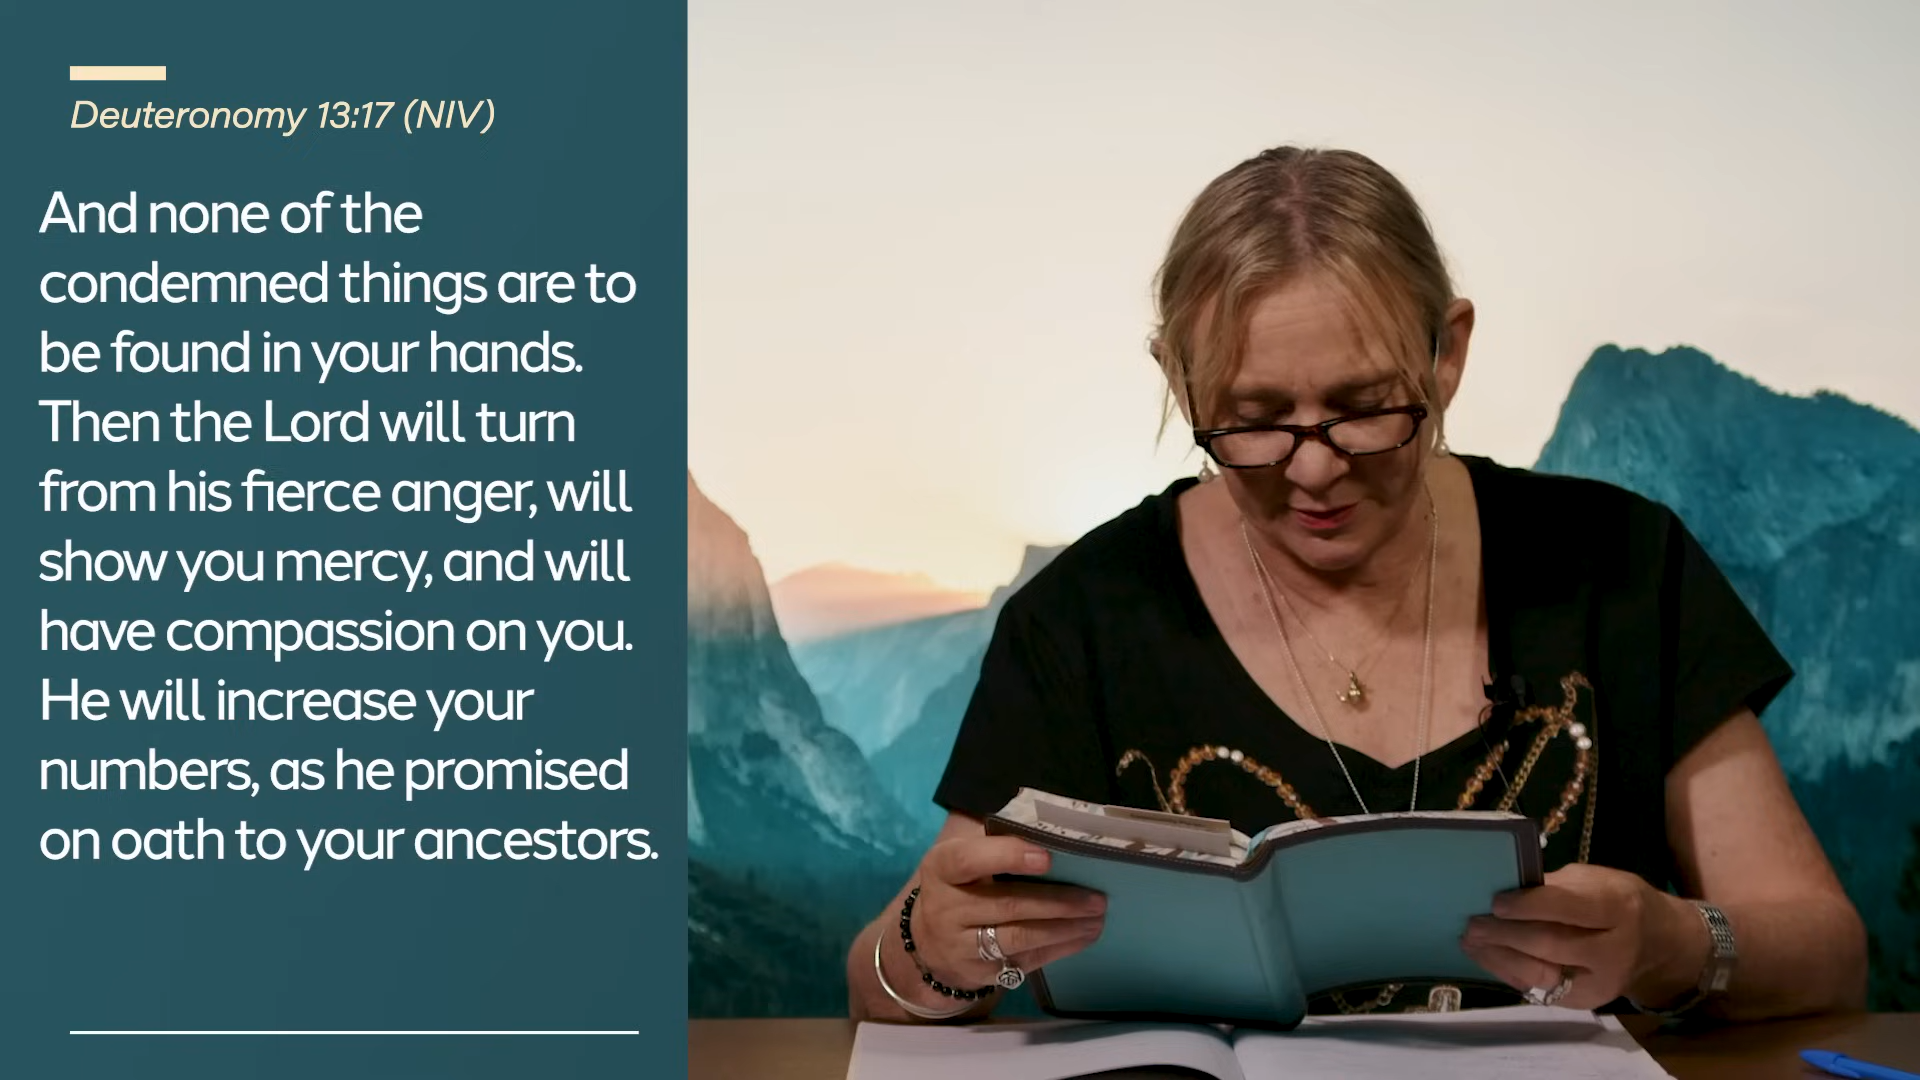 Deuteronomy 13:17 (NIV)
And none of the
condemned things are to
be found in your hands.
Then the Lord will turn
from his fierce anger, will
show you mercy, and will
have compassion on you.
He will increase your
numbers, as he promised
on oath to your ancestors.